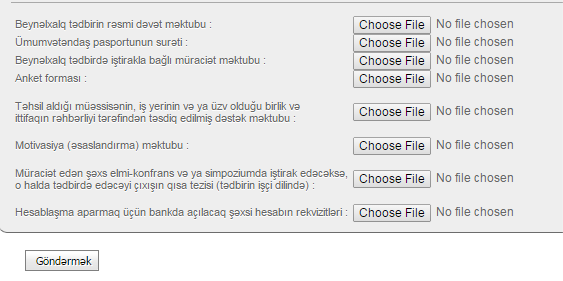 Beynəlxalq tədbirin rəsmi dəvət məktubu : Choose File No file chosen
Ümumvətəndaş pasportunun surəti : Choose File No file chosen
Beynəlxalq tədbirdə iştirakla bağlı müraciət məktubu : Choose File No file chosen
Anket forması : Choose File No file chosen
Təhsil aldığı müəssisənin, iş yerinin və ya üzv olduğu birlik və
ittifaqın rəhbərliyi tərəfindən təsdiq edilmiş dəstək məktubu : Choose File No file chosen
Motivasiya (əsaslandırma) məktubu : Choose File No file chosen
Müraciət edən şəxs elmi-konfrans və ya simpoziumda iştirak edəcəksə,
o halda tədbirdə edəcəyi çıxışın qısa tezisi (tədbirin işçi dilində) : Choose File No file chosen
Hesablaşma aparmaq üçün bankda açılacaq şəxsi hesabın rekvizitləri : Choose File No file chosen
Göndərmək